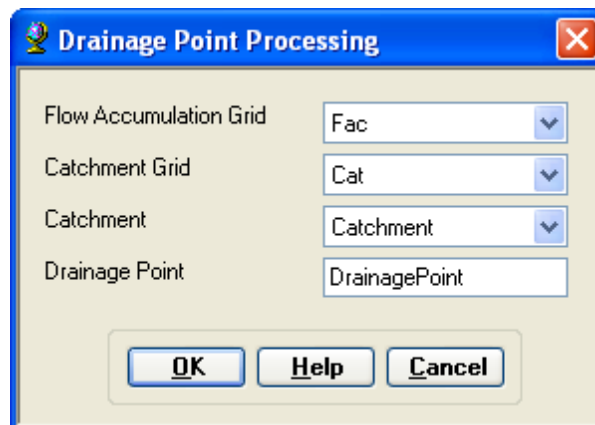 Drainage Point Processing
Flow Accumulation Grid Fac
Catchment Grid Cat
Catchment Catchment
Drainage Point DrainagePoint
OK Help Cancel